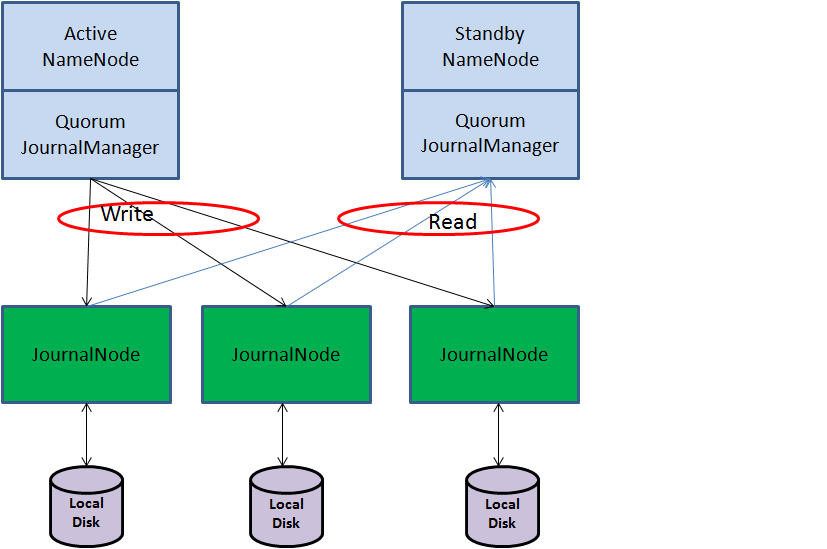 Active
NameNode
Standby
NameNode
Quorum
JournalManager
Quorum
JournalManager
Write
Read
JournalNode
JournalNode
JournalNode
Local
Disk
Local
Disk
Local
Disk